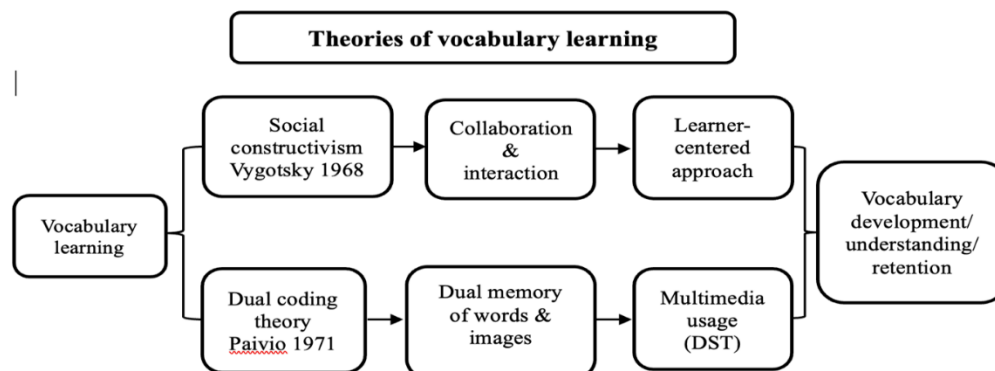 Theories of vocabulary learning
Vocabulary
learning
Social
constructivism
Vygotsky 1968
Collaboration
&
interaction
Learner-
centered
approach
Dual coding
theory
Paivio 1971
Dual memory
of words &
images
Multimedia
usage
(DST)
Vocabulary
development/
understanding/
retention